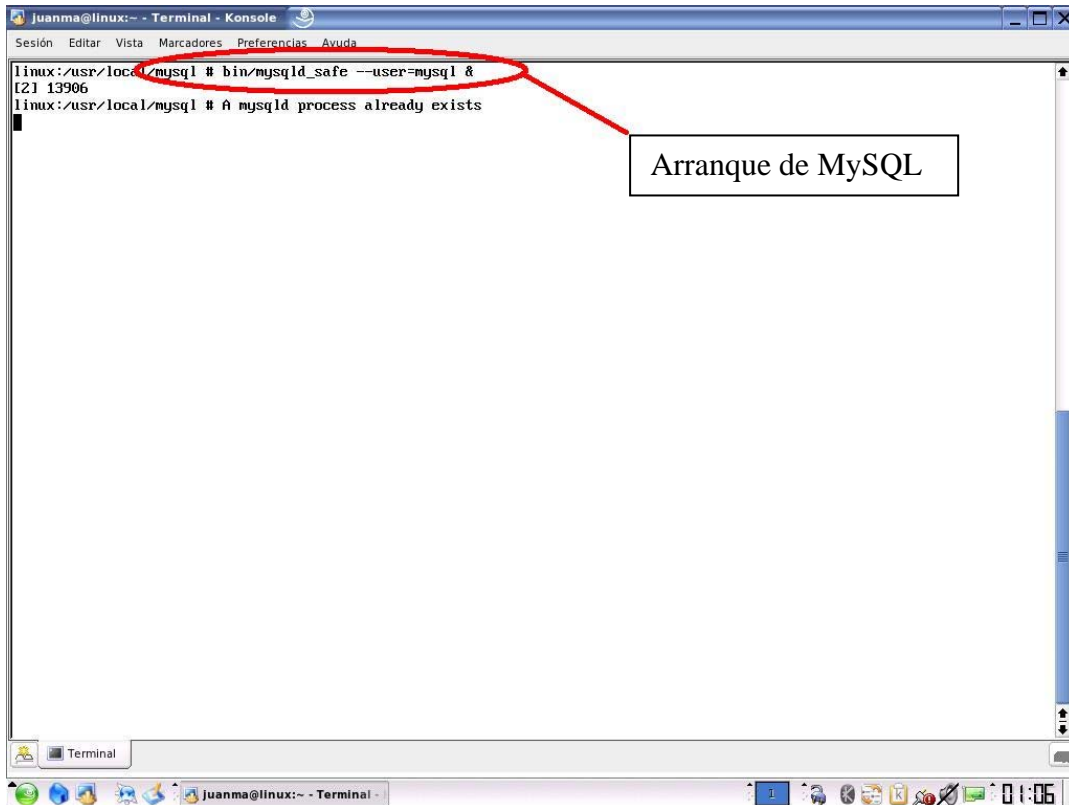 juanma@linux:~ - Terminal - Konsole
Sesión Editar Vista Marcadores Preferencias Ayuda
linux:/usr/local/mysql # bin/mysqld_safe --user=mysql &
[2] 13906
linux:/usr/local/mysql # A mysqld process already exists
Arranque de MySQL
Terminal
juanma@linux:~ - Terminal -
1
01:06